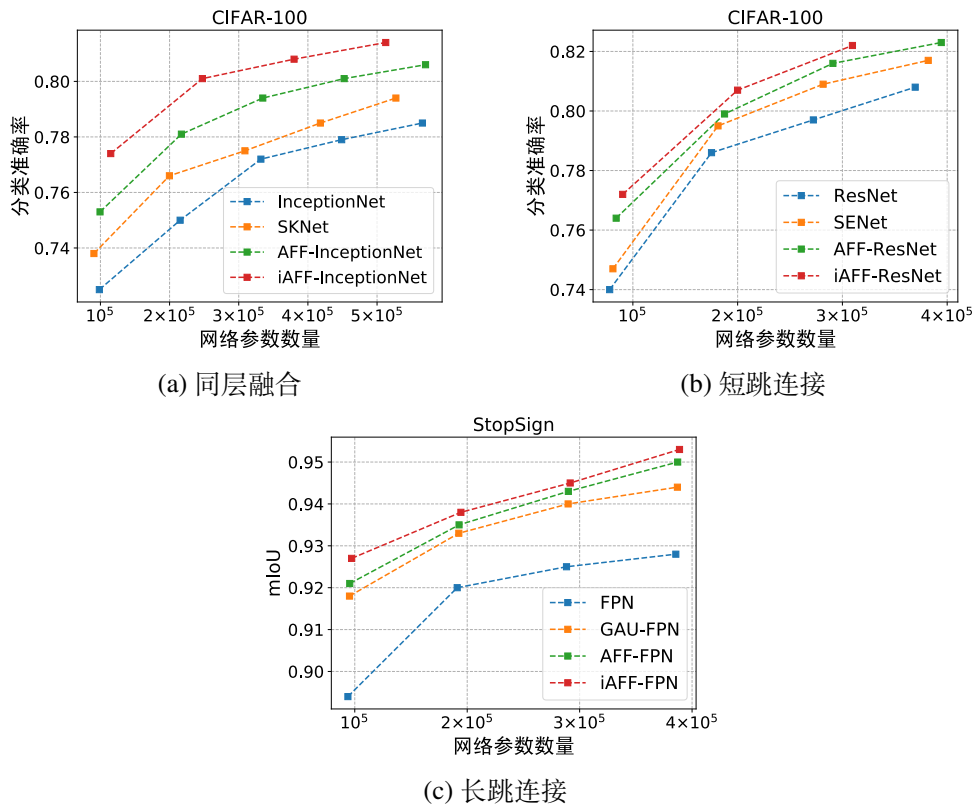 CIFAR-100
分类准确率
0.80
0.78
0.76
0.74
InceptionNet
SKNet
AFF-InceptionNet
iAFF-InceptionNet
10⁵ 2×10⁵ 3×10⁵ 4×10⁵ 5×10⁵
网络参数数量
(a) 同层融合
CIFAR-100
分类准确率
0.82
0.80
0.78
0.76
0.74
ResNet
SENet
AFF-ResNet
iAFF-ResNet
10⁵ 2×10⁵ 3×10⁵ 4×10⁵
网络参数数量
(b) 短跳连接
StopSign
mIoU
0.95
0.94
0.93
0.92
0.91
0.90
FPN
GAU-FPN
AFF-FPN
iAFF-FPN
10⁵ 2×10⁵ 3×10⁵ 4×10⁵
网络参数数量
(c) 长跳连接